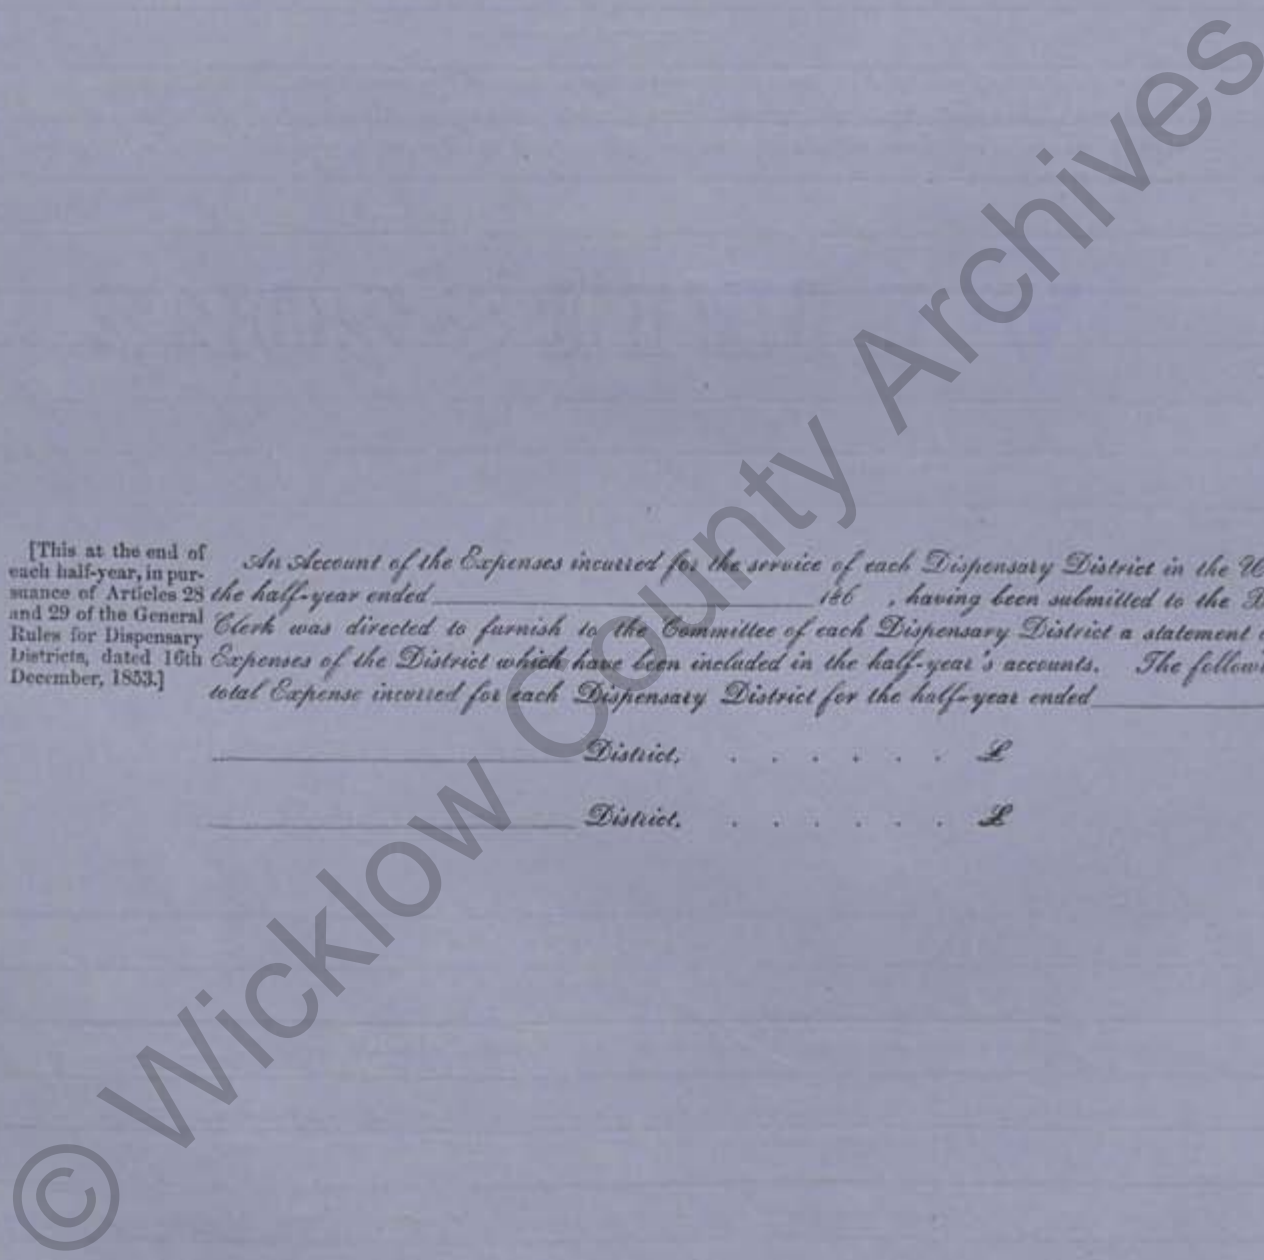 [This at the end of
each half-year, in pur-
suance of Articles 28
and 29 of the General
Rules for Dispensary
Districts, dated 16th
December, 1853.]
An Account of the Expenses incurred for the service of each Dispensary District in the
the half-year ended 186 , having been submitted to the
Clerk was directed to furnish to the Committee of each Dispensary District a statement
Expenses of the District which have been included in the half-year's accounts. The follow
total Expense incurred for each Dispensary District for the half-year ended
District, . . . . . . £
District, . . . . . . £
© Wicklow County Archives